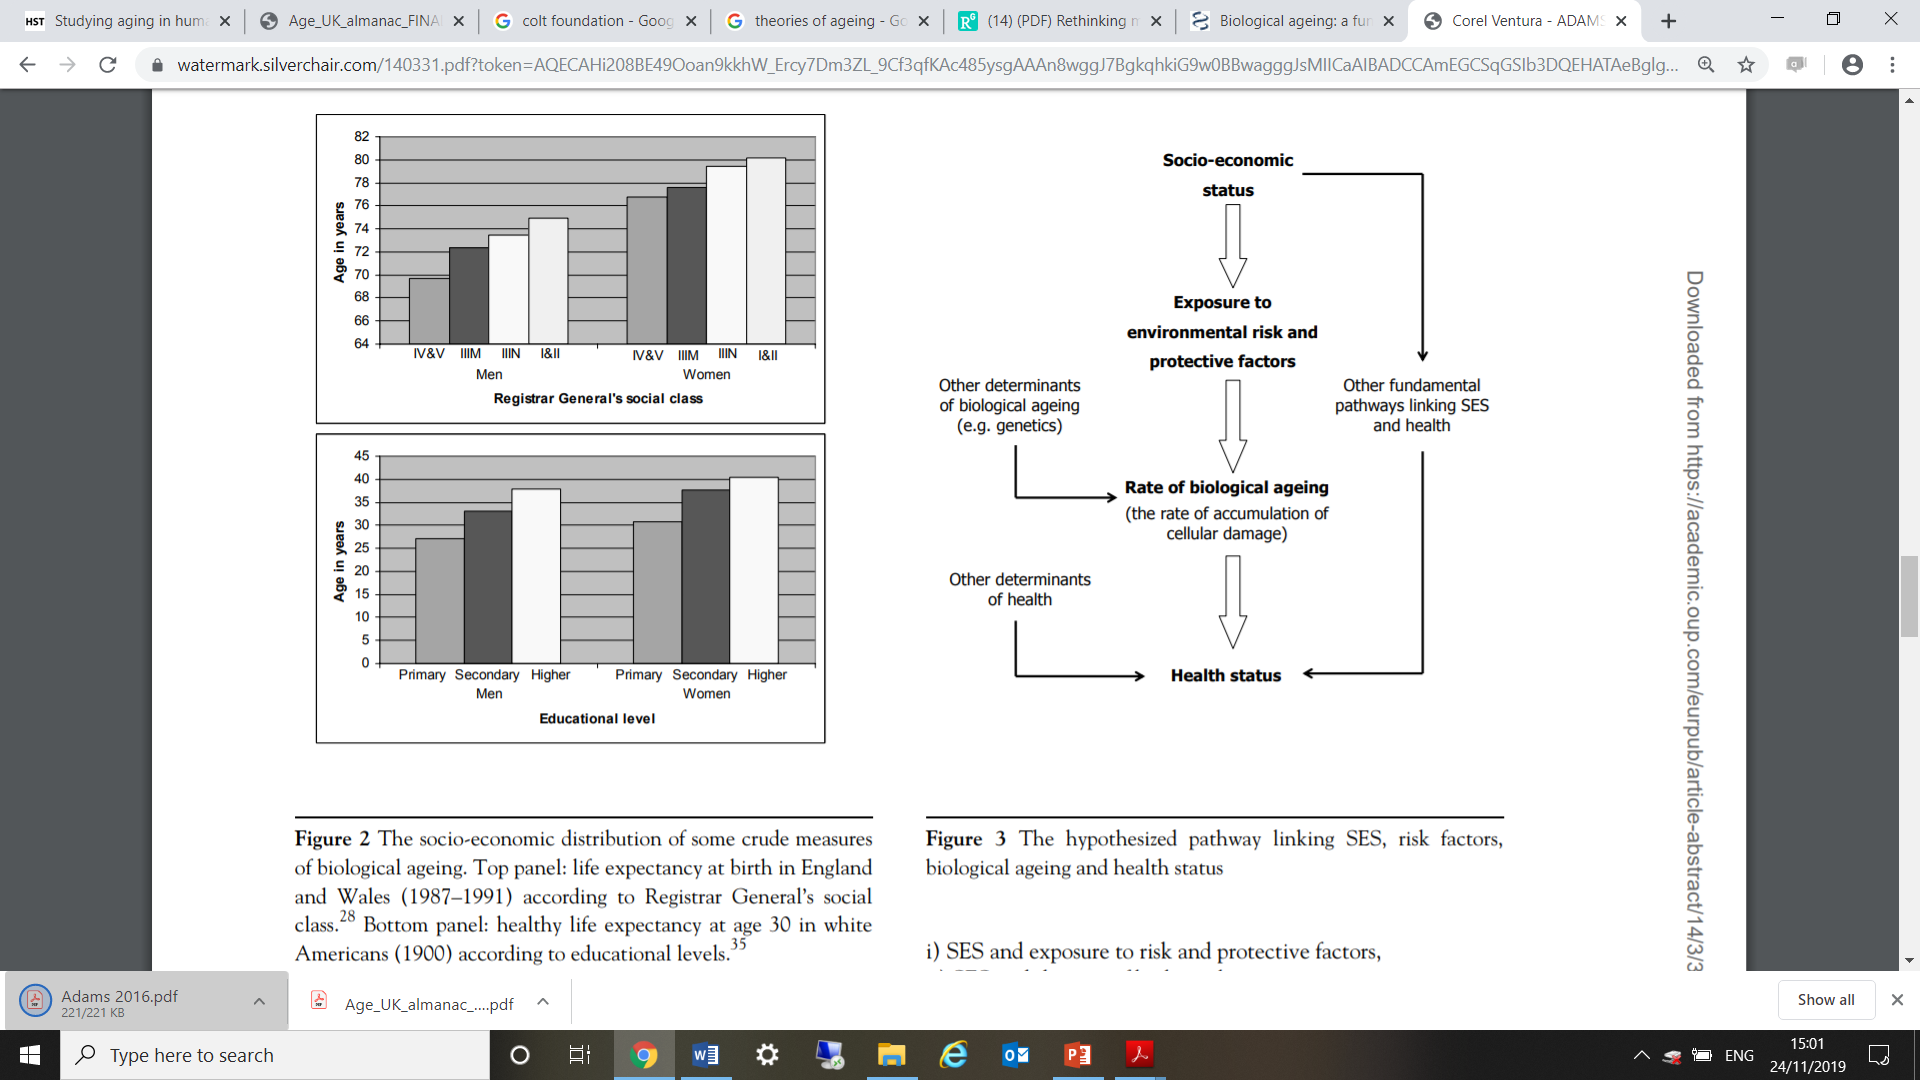 HST Studying aging in hum
Age_UK_almanac_FINA
colt foundation - Goog
theories of ageing - Go
(14) (PDF) Rethinking m
Biological ageing: a fu
Corel Ventura - ADAMS
watermark.silverchair.com/140331.pdf?token=AQECAHi208BE49Ooan9kkhW_Ercy7Dm3ZL_9Cf3qfKAc485ysgAAAn8wggJ7BgkqhkiG9w0BBwagggJsMIICaAIBADCCAmEGCSqGSIb3DQEHATAeBglg...
82
80
78
76
74
72
70
68
66
64
Age in years
IV&V IIIM IIIN I&II IV&V IIIM IIIN I&II
Men Women
Registrar General's social class
45
40
35
30
25
20
15
10
5
0
Age in years
Primary Secondary Higher Primary Secondary Higher
Men Women
Educational level
Figure 2 The socio-economic distribution of some crude measures
of biological ageing. Top panel: life expectancy at birth in England
and Wales (1987–1991) according to Registrar General's social
class.28 Bottom panel: healthy life expectancy at age 30 in white
Americans (1900) according to educational levels.35
Socio-economic
status
Exposure to
environmental risk and
protective factors
Other determinants
of biological ageing
(e.g. genetics)
Other fundamental
pathways linking SES
and health
Rate of biological ageing
(the rate of accumulation of
cellular damage)
Other determinants
of health
Health status
Figure 3 The hypothesized pathway linking SES, risk factors,
biological ageing and health status
i) SES and exposure to risk and protective factors,
Downloaded from https://academic.oup.com/eurpub/article-abstract/14/3/3
Adams 2016.pdf
221/221 KB
Age_UK_almanac_....pdf
Show all
Type here to search
ENG
15:01
24/11/2019